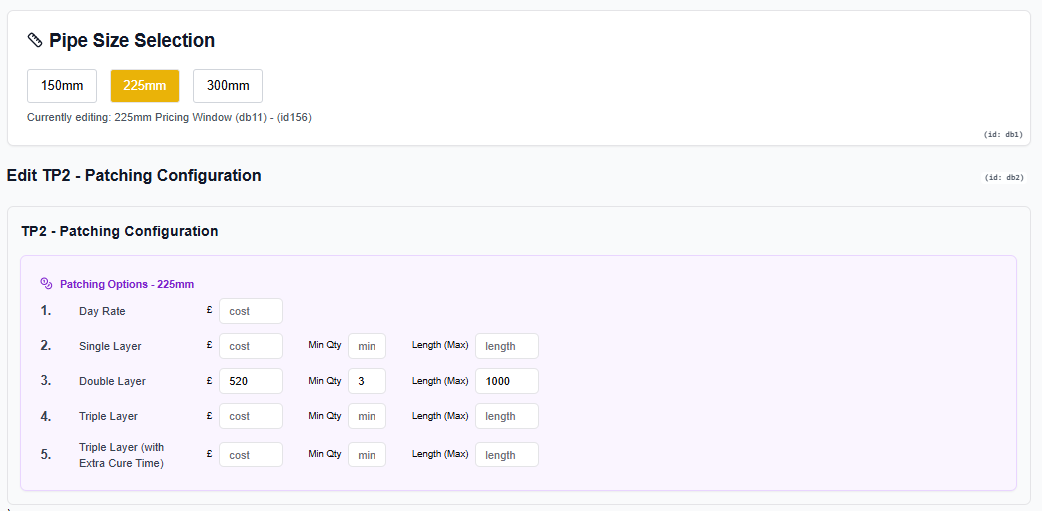 Pipe Size Selection
150mm 225mm 300mm
Currently editing: 225mm Pricing Window (db11) - (id156)
(id: db1)
Edit TP2 - Patching Configuration
(id: db2)
TP2 - Patching Configuration
Patching Options - 225mm
1. Day Rate £ cost
2. Single Layer £ cost Min Qty min Length (Max) length
3. Double Layer £ 520 Min Qty 3 Length (Max) 1000
4. Triple Layer £ cost Min Qty min Length (Max) length
5. Triple Layer (with Extra Cure Time) £ cost Min Qty min Length (Max) length